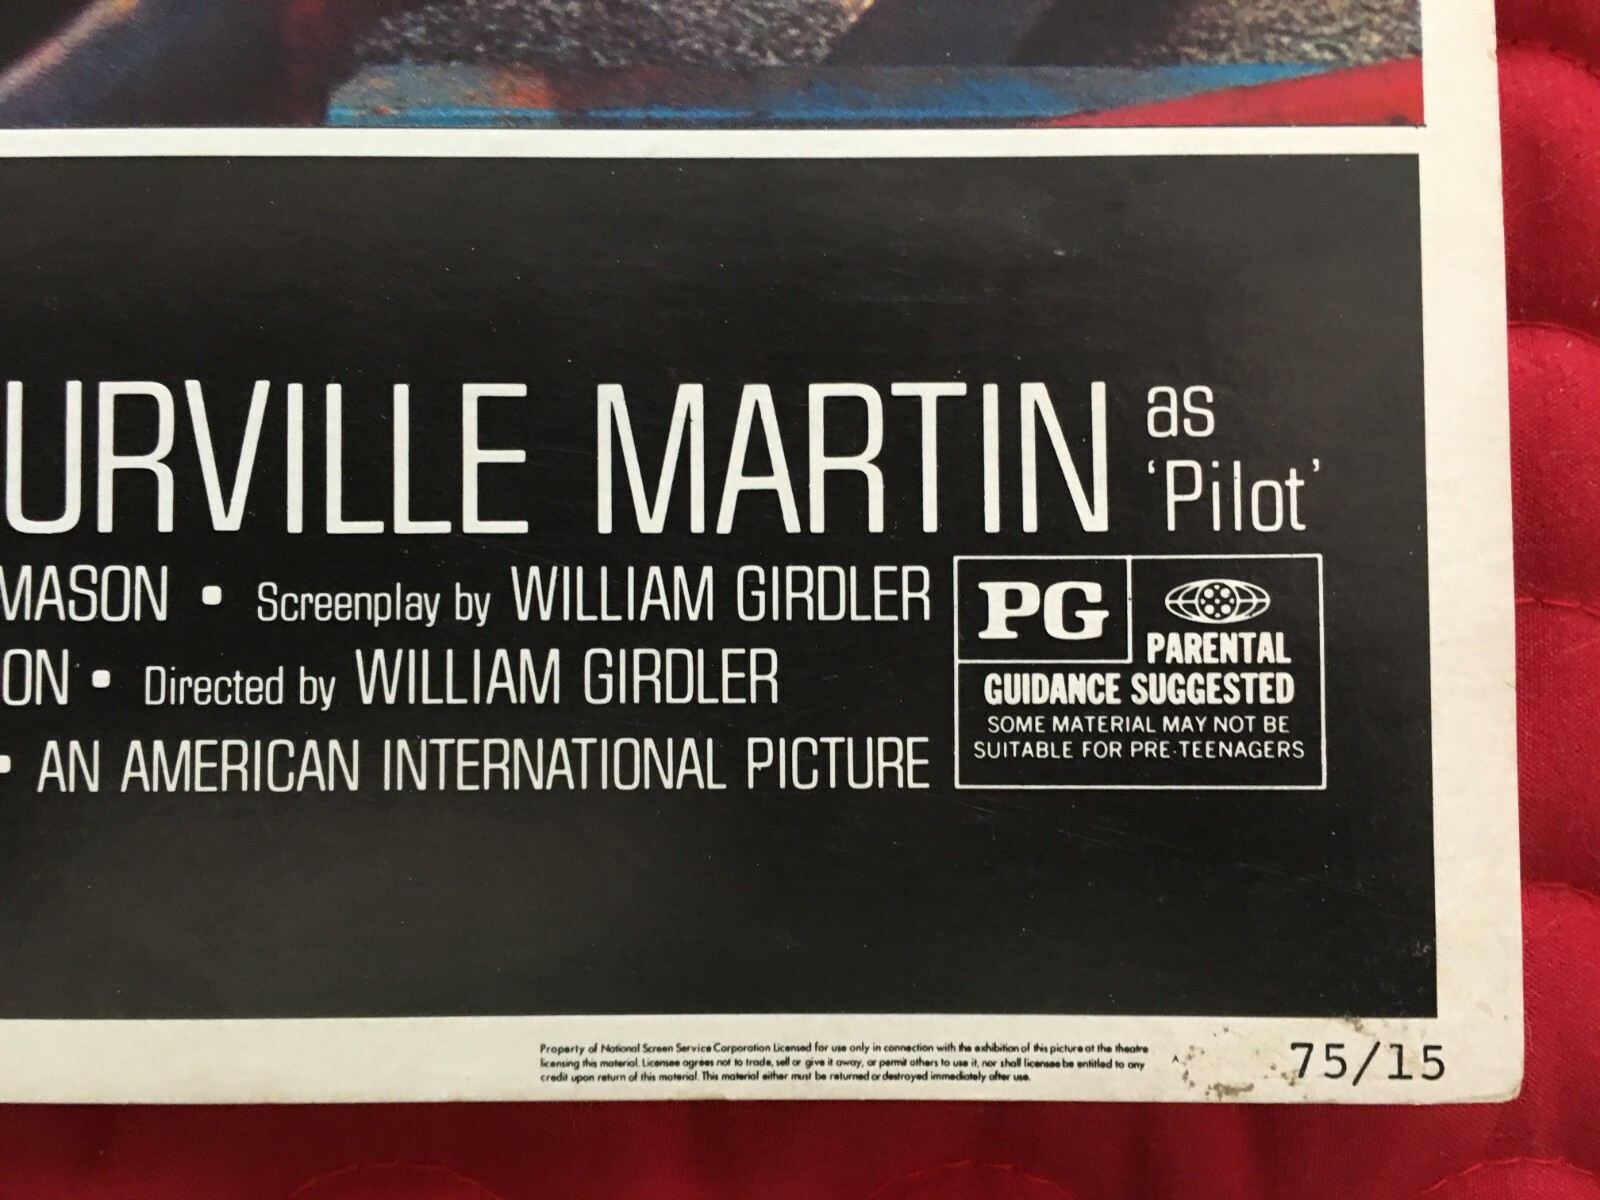 URVILLE MARTIN as 'Pilot'
MASON • Screenplay by WILLIAM GIRDLER
ON • Directed by WILLIAM GIRDLER
• AN AMERICAN INTERNATIONAL PICTURE
PG
PARENTAL
GUIDANCE SUGGESTED
SOME MATERIAL MAY NOT BE
SUITABLE FOR PRE-TEENAGERS
Property of National Screen Service Corporation Licensed for use only in connection with the exhibition of this picture at the theatre
licensing this material. Licensee agrees not to trade, sell or give it away, or permit others to use it, nor shall licensee be entitled to any
credit upon return of this material. This material either must be returned or destroyed immediately after use.
75/15